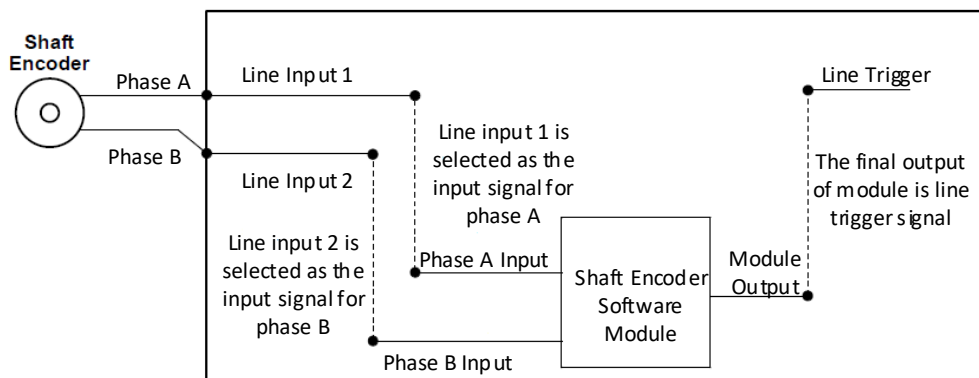 Shaft
Encoder
Phase A
Phase B
Line Input 1
Line Input 2
Line input 1 is
selected as the
input signal for
phase A
Line input 2 is
selected as the
input signal for
phase B
Phase A Input
Phase B Input
Shaft Encoder
Software
Module
Module
Output
Line Trigger
The final output
of module is line
trigger signal